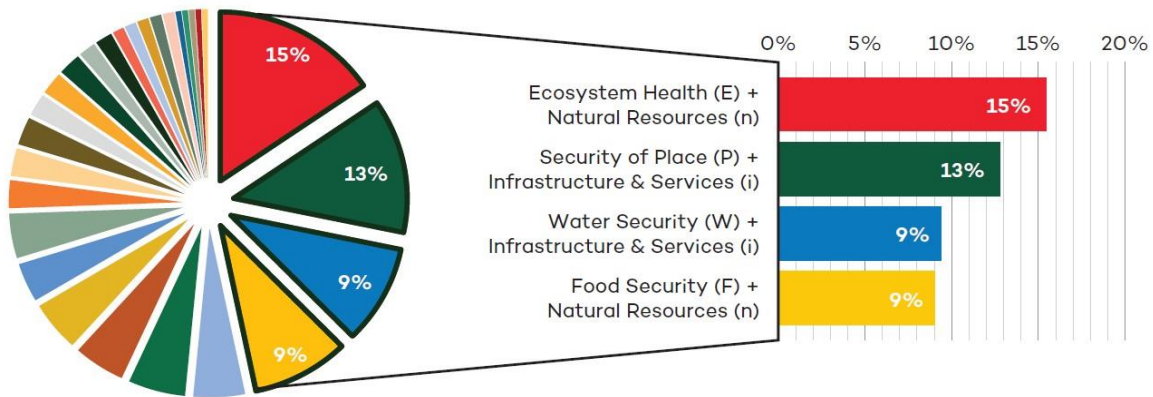 15%
13%
9%
9%
0% 5% 10% 15% 20%
Ecosystem Health (E) +
Natural Resources (n)
15%
Security of Place (P) +
Infrastructure & Services (i)
13%
Water Security (W) +
Infrastructure & Services (i)
9%
Food Security (F) +
Natural Resources (n)
9%